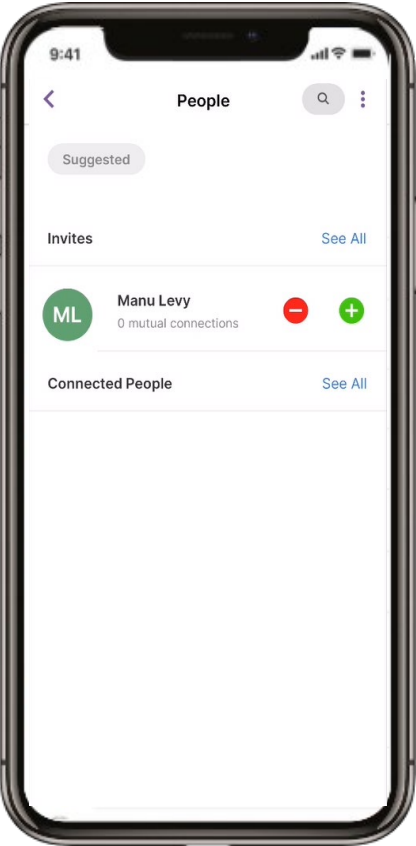 9:41
People
Suggested
Invites
See All
ML
Manu Levy
0 mutual connections
Connected People
See All